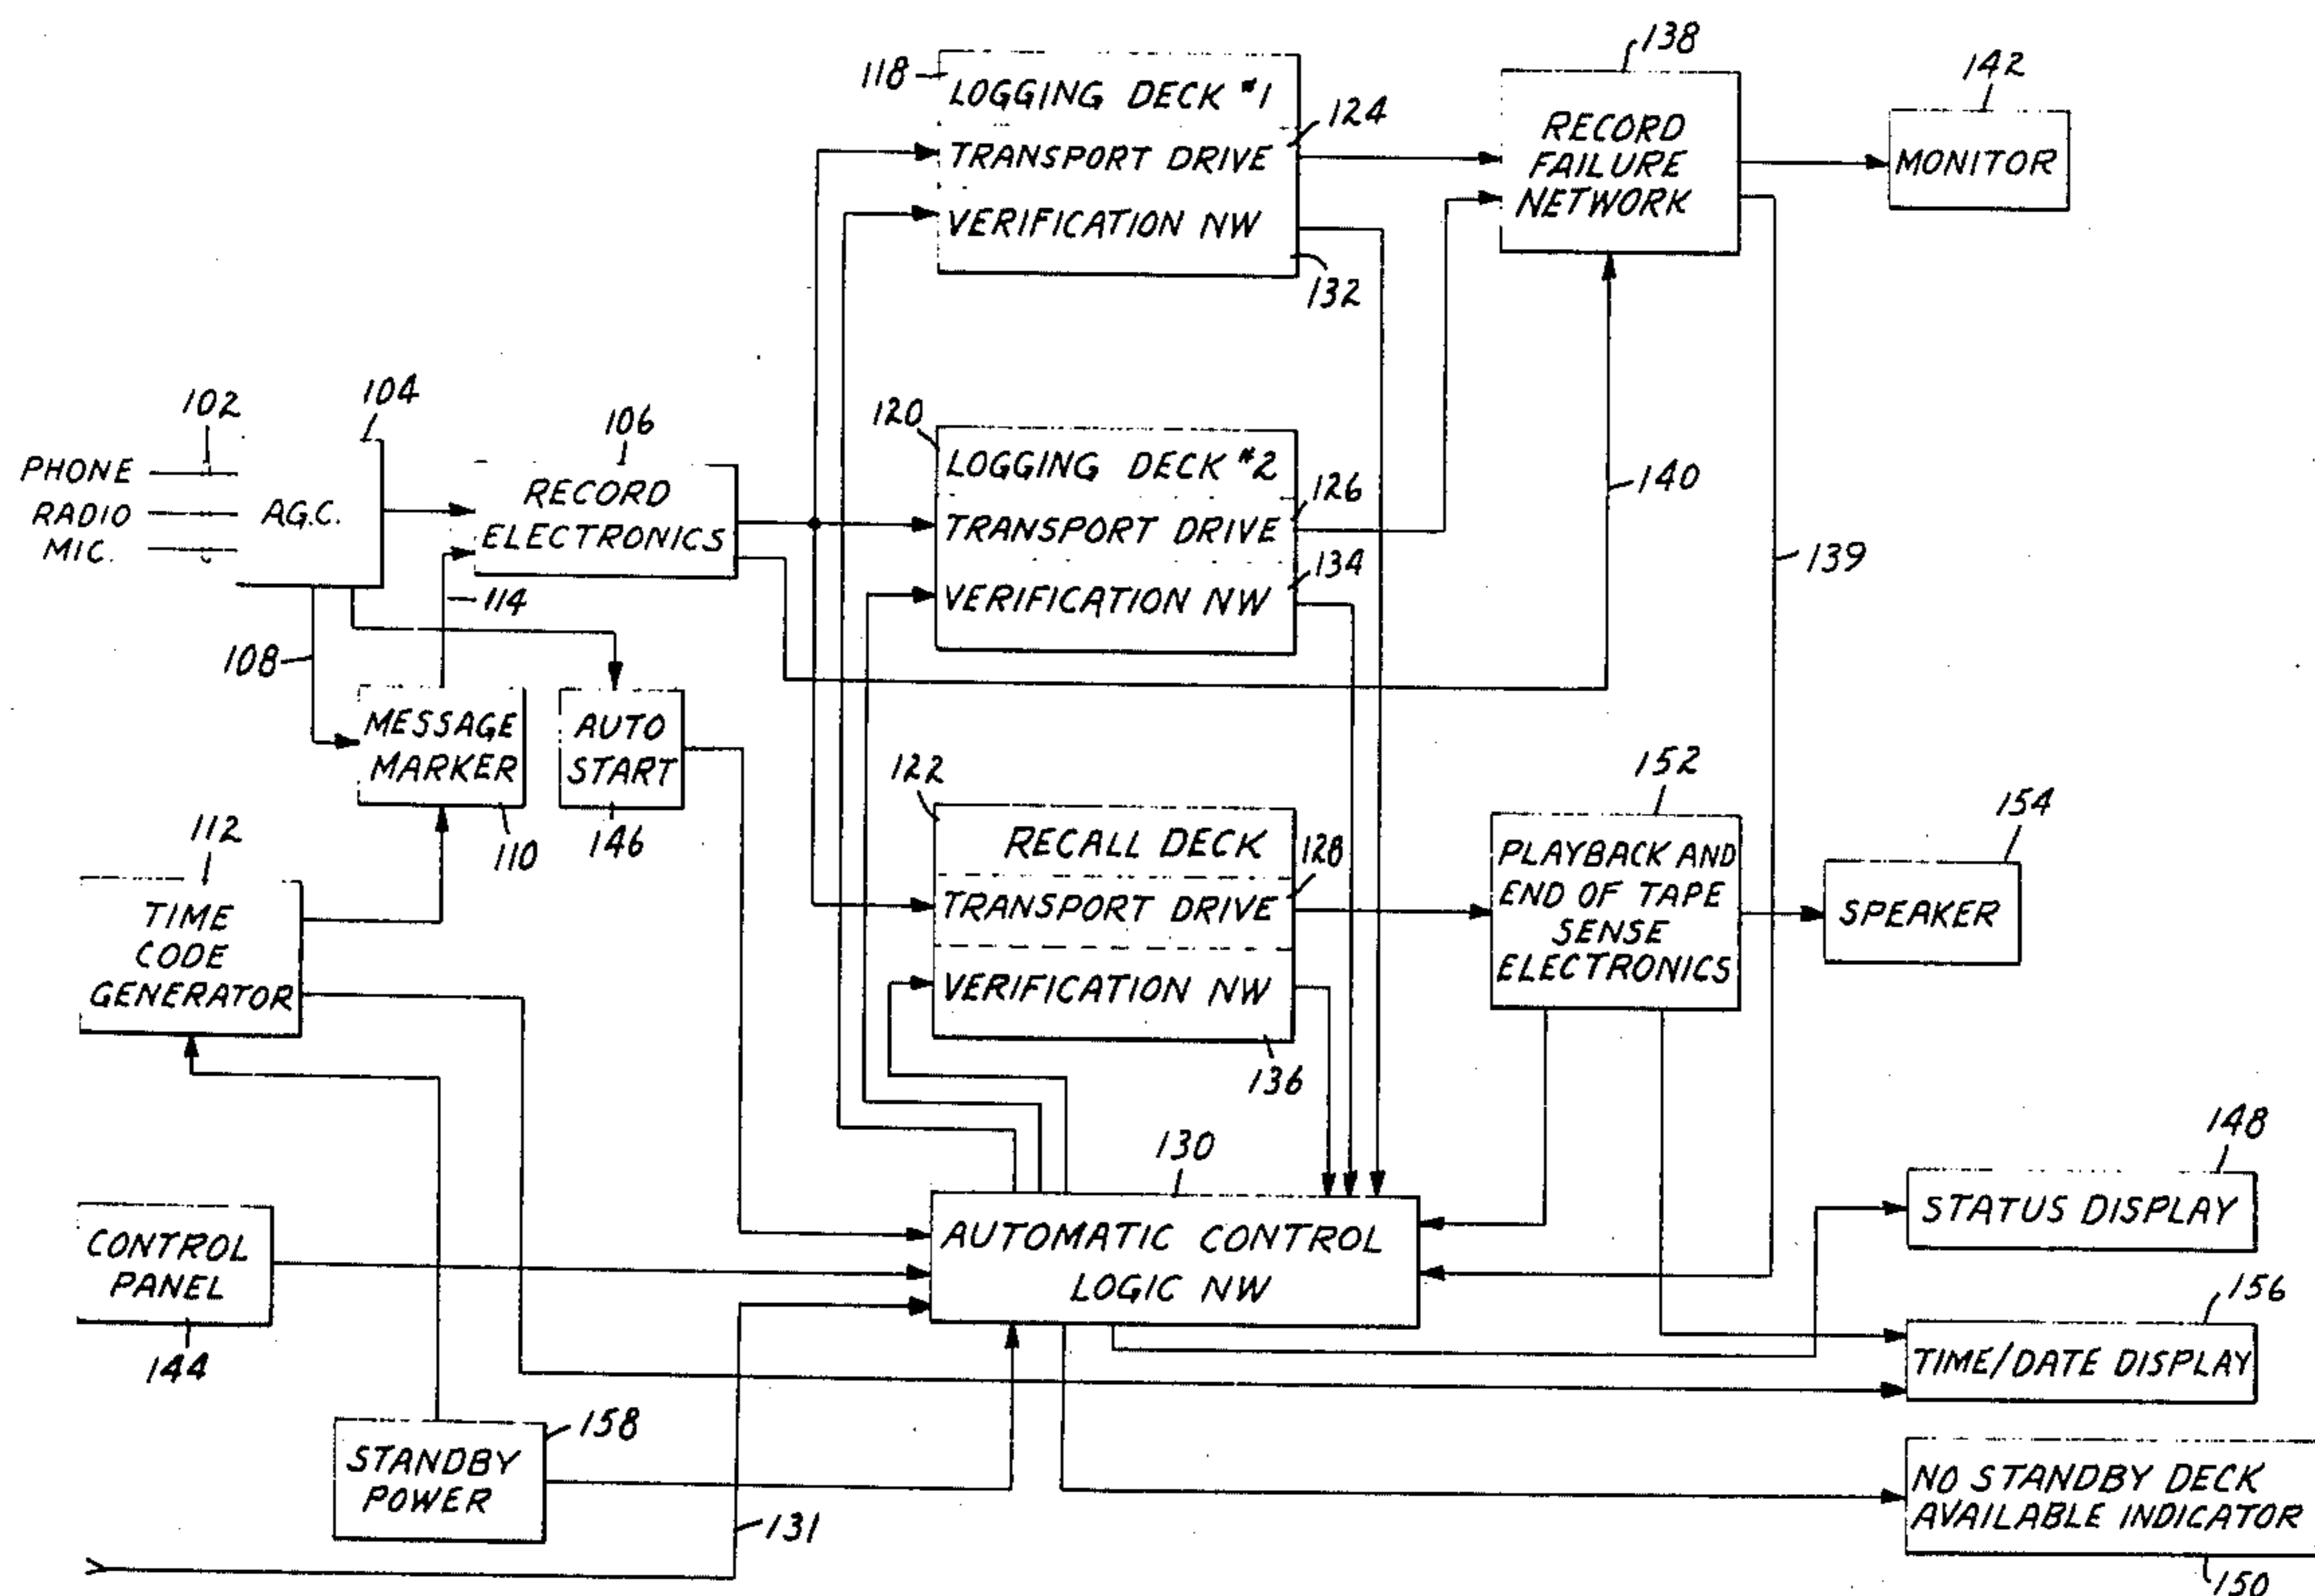 118
LOGGING DECK #1
124
TRANSPORT DRIVE
VERIFICATION NW
132
138
RECORD
FAILURE
NETWORK
142
MONITOR
102
104
PHONE
RADIO
MIC.
A.G.C.
106
RECORD
ELECTRONICS
114
108
120
LOGGING DECK #2
126
TRANSPORT DRIVE
134
VERIFICATION NW
140
139
MESSAGE
MARKER
110
AUTO
START
146
112
TIME
CODE
GENERATOR
122
RECALL DECK
128
TRANSPORT DRIVE
VERIFICATION NW
136
152
PLAYBACK AND
END OF TAPE
SENSE
ELECTRONICS
154
SPEAKER
CONTROL
PANEL
144
130
AUTOMATIC CONTROL
LOGIC NW
148
STATUS DISPLAY
156
TIME/DATE DISPLAY
158
STANDBY
POWER
131
NO STANDBY DECK
AVAILABLE INDICATOR
150